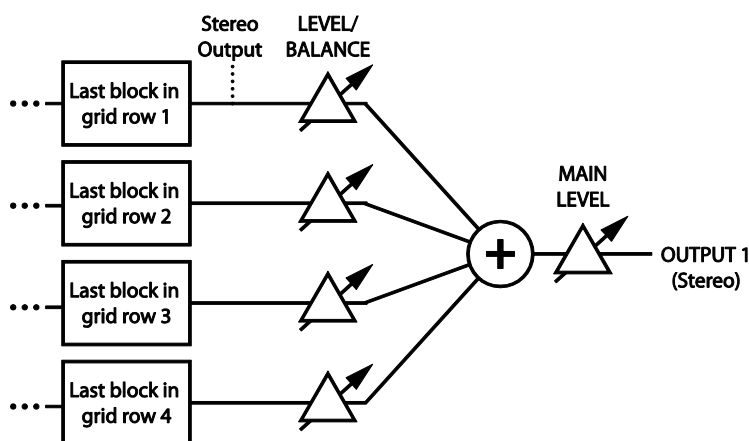 Stereo
Output
LEVEL/
BALANCE
Last block in
grid row 1
Last block in
grid row 2
MAIN
LEVEL
+
OUTPUT 1
(Stereo)
Last block in
grid row 3
Last block in
grid row 4